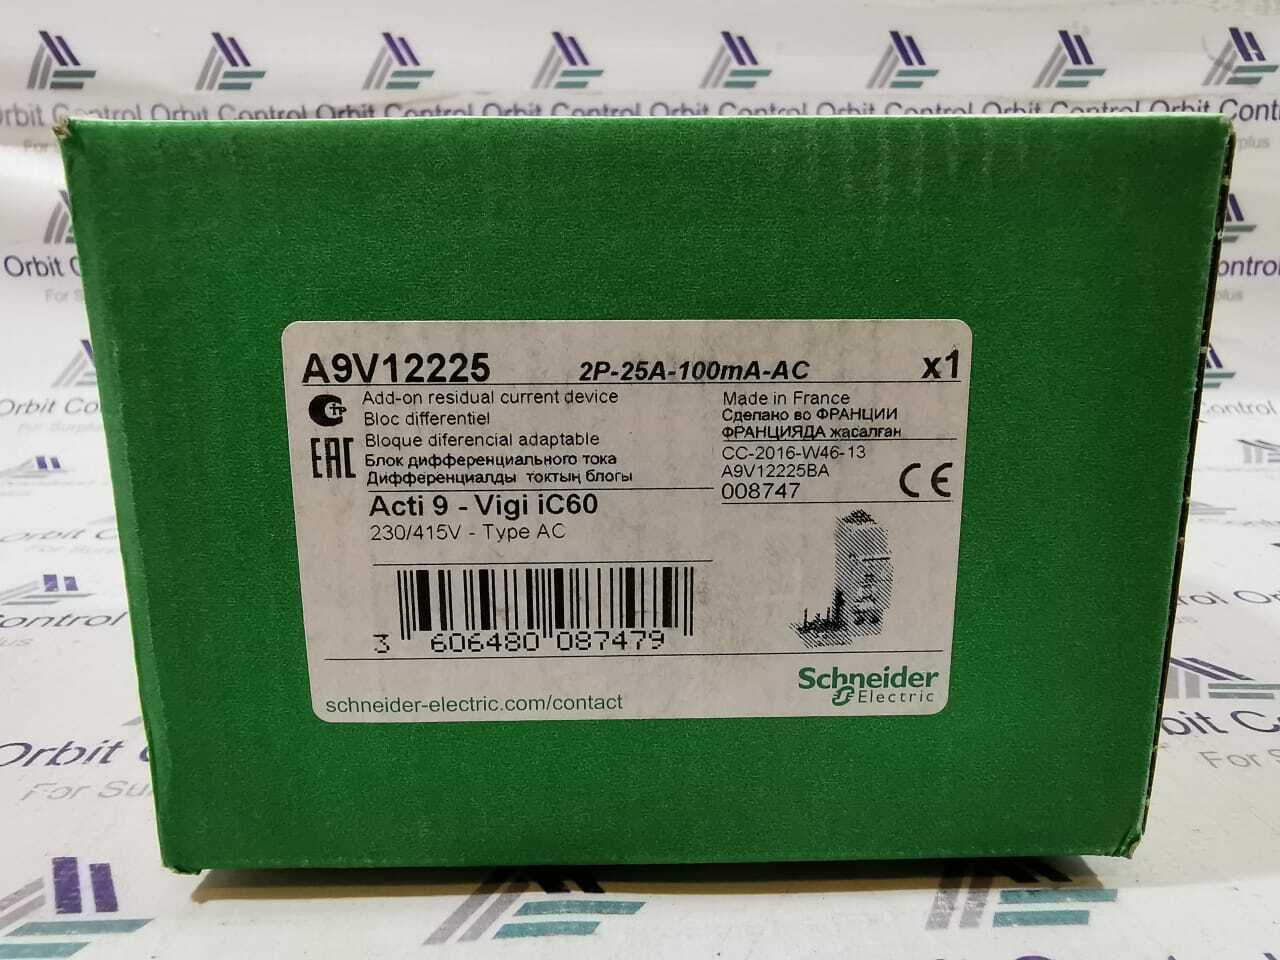 Orbit Control Orbit Control Orbit Control Orbit Control Orbit Control Orbit Control Orbit Control
A9V12225 2P-25A-100mA-AC x1
Add-on residual current device
Bloc différentiel
Bloque diferencial adaptable
Блок дифференциального тока
Дифференциалды токтың блогы
EAC
Made in France
Сделано во ФРАНЦИИ
ФРАНЦИЯДА жасалған
CC-2016-W46-13
A9V12225BA
008747
CE
Acti 9 - Vigi iC60
230/415V - Type AC
3 606480 087479
schneider-electric.com/contact
Schneider
Electric